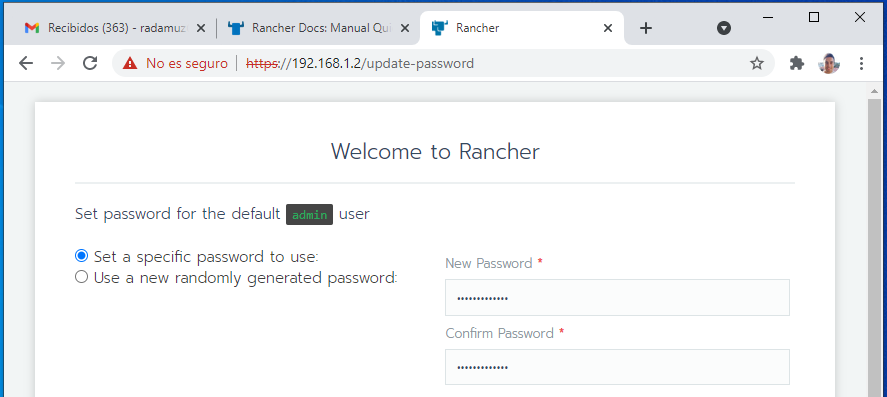 Recibidos (363) - radamuz
Rancher Docs: Manual Qui
Rancher
No es seguro | https://192.168.1.2/update-password
Welcome to Rancher
Set password for the default admin user
Set a specific password to use:
Use a new randomly generated password:
New Password *
•••••••••••••
Confirm Password *
•••••••••••••